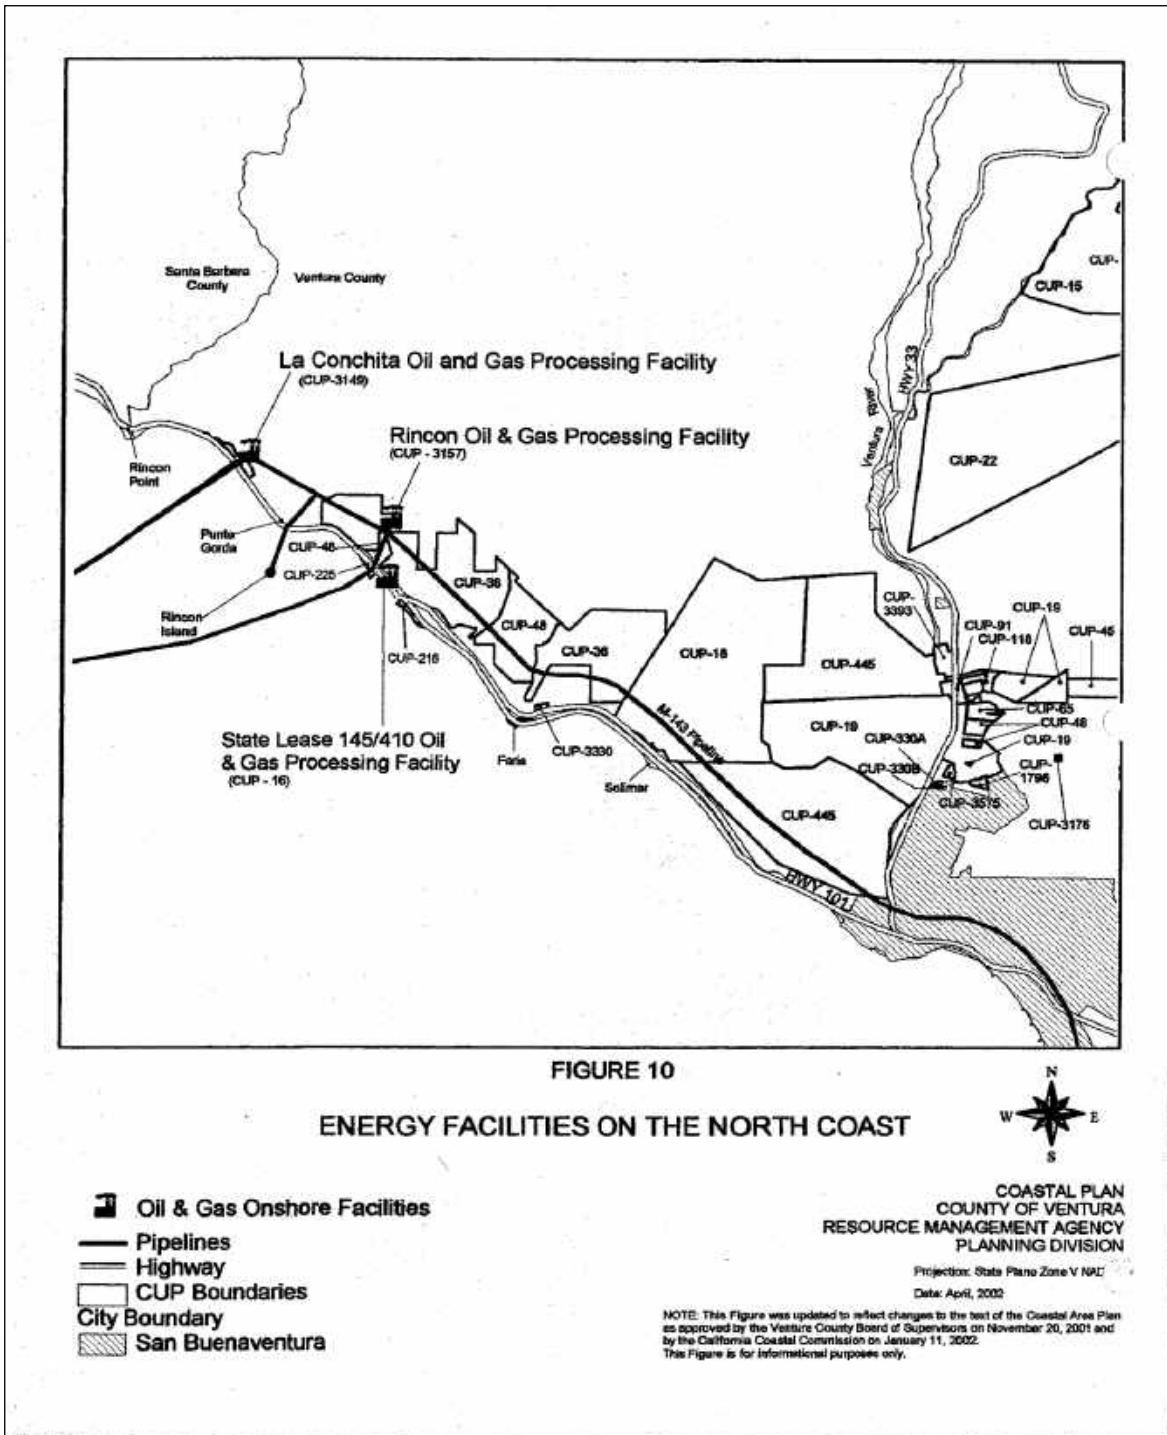 Santa Barbara
County
Ventura County
CUP-
CUP-15
HWY 33
Ventura River
La Conchita Oil and Gas Processing Facility
(CUP-3149)
Rincon Oil & Gas Processing Facility
(CUP - 3157)
CUP-22
Rincon
Point
Punta
Gorda
CUP-46
CUP-225
CUP-36
Rincon
Island
CUP-48
CUP-36
CUP-216
CUP-16
CUP-445
CUP-
3393
CUP-91
CUP-118
CUP-19
CUP-45
CUP-65
CUP-48
CUP-19
CUP-19
CUP-330A
CUP-330B
CUP-
1796
CUP-3575
CUP-3176
M-143 Pipeline
State Lease 145/410 Oil
& Gas Processing Facility
(CUP - 16)
Faria
CUP-3330
Solimar
CUP-445
HWY 101
FIGURE 10
ENERGY FACILITIES ON THE NORTH COAST
N
W
E
S
Oil & Gas Onshore Facilities
Pipelines
Highway
CUP Boundaries
City Boundary
San Buenaventura
COASTAL PLAN
COUNTY OF VENTURA
RESOURCE MANAGEMENT AGENCY
PLANNING DIVISION
Projection: State Plane Zone V NAD
Date: April, 2002
NOTE: This Figure was updated to reflect changes to the text of the Coastal Area Plan
as approved by the Ventura County Board of Supervisors on November 20, 2001 and
by the California Coastal Commission on January 11, 2002.
This Figure is for informational purposes only.